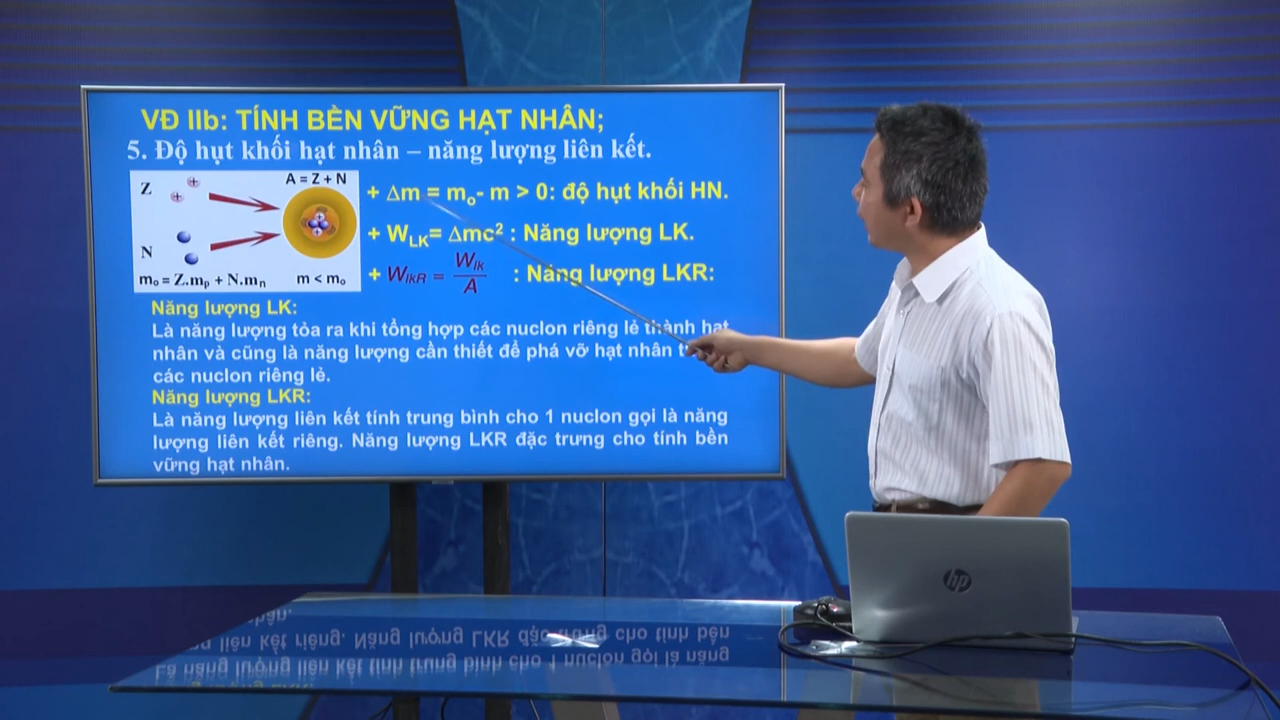 VĐ IIb: TÍNH BỀN VỮNG HẠT NHÂN;
5. Độ hụt khối hạt nhân – năng lượng liên kết.
Z
A = Z + N
N
mo = Z.mp + N.mn
m < mo
+ Δm = mo- m > 0: độ hụt khối HN.
+ WLK= Δmc² : Năng lượng LK.
+ WlkR = Wlk / A : Năng lượng LKR:
Năng lượng LK:
Là năng lượng tỏa ra khi tổng hợp các nuclon riêng lẻ thành hạt
nhân và cũng là năng lượng cần thiết để phá vỡ hạt nhân
các nuclon riêng lẻ.
Năng lượng LKR:
Là năng lượng liên kết tính trung bình cho 1 nuclon gọi là năng
lượng liên kết riêng. Năng lượng LKR đặc trưng cho tính bền
vững hạt nhân.
hp